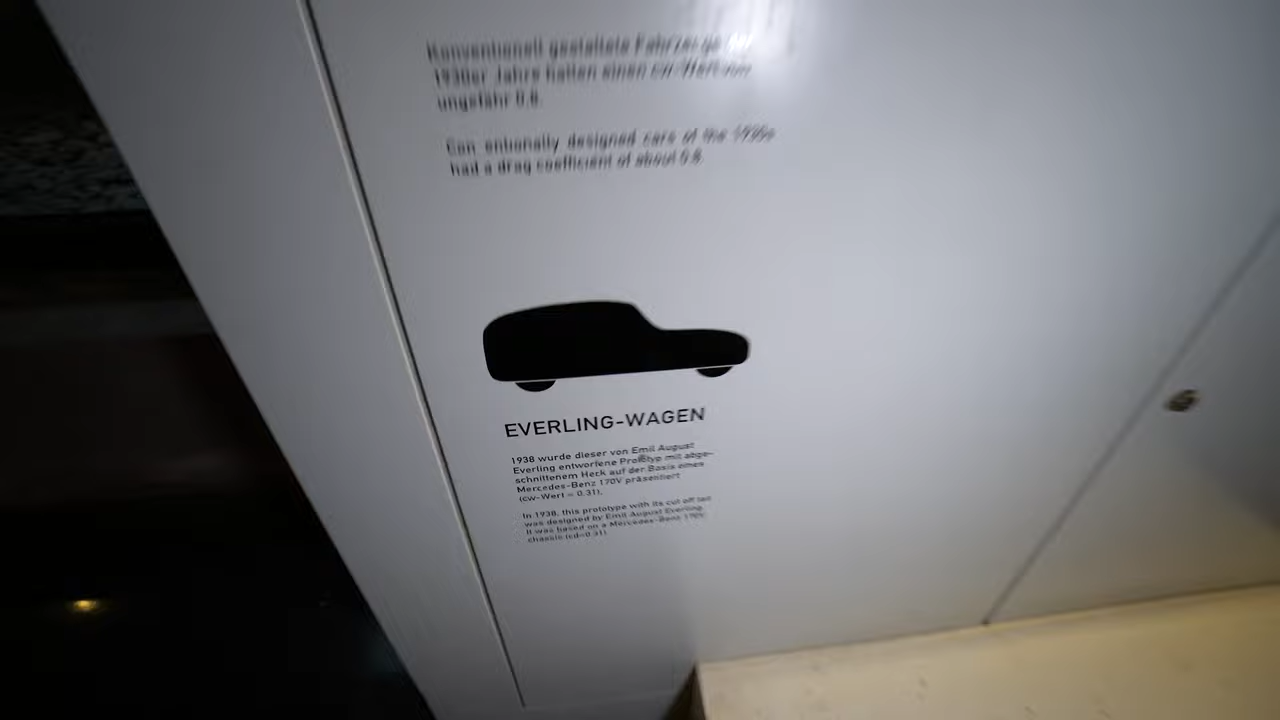 Konventionell gestaltete Fahrzeuge der
1930er Jahre hatten einen cw-Wert von
ungefähr 0.8.
Con entionally designed cars of the 1930s
had a drag coefficient of about 0.8.
EVERLING-WAGEN
1938 wurde dieser von Emil August
Everling entworfene Prototyp mit abge-
schnittenem Heck auf der Basis eines
Mercedes-Benz 170V präsentiert
(cw-Wert = 0.31).
In 1938, this prototype with its cut off tail
was designed by Emil August Everling.
It was based on a Mercedes-Benz 170V
chassis (cd=0.31)